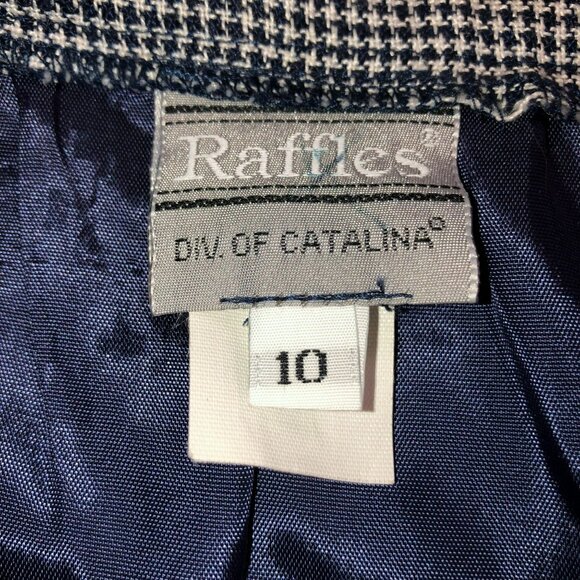 Raffles®
DIV. OF CATALINA®
10